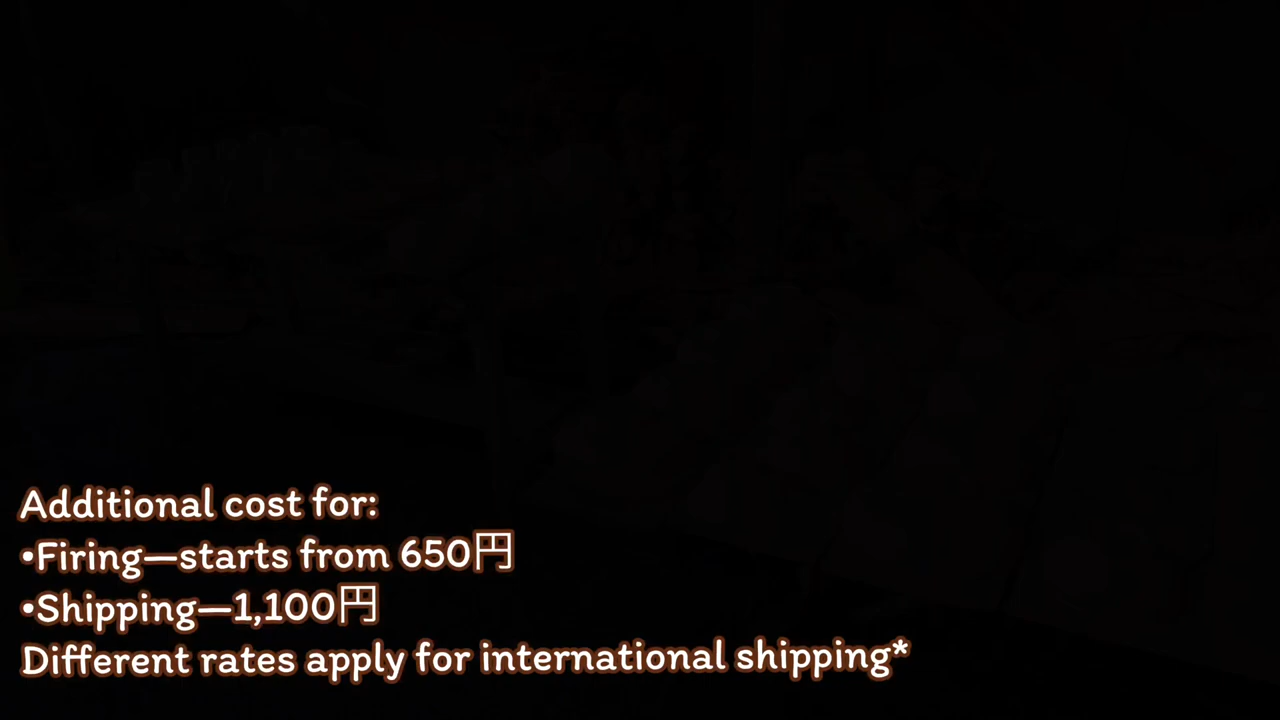 Additional cost for:
•Firing—starts from 650円
•Shipping—1,100円
Different rates apply for international shipping*